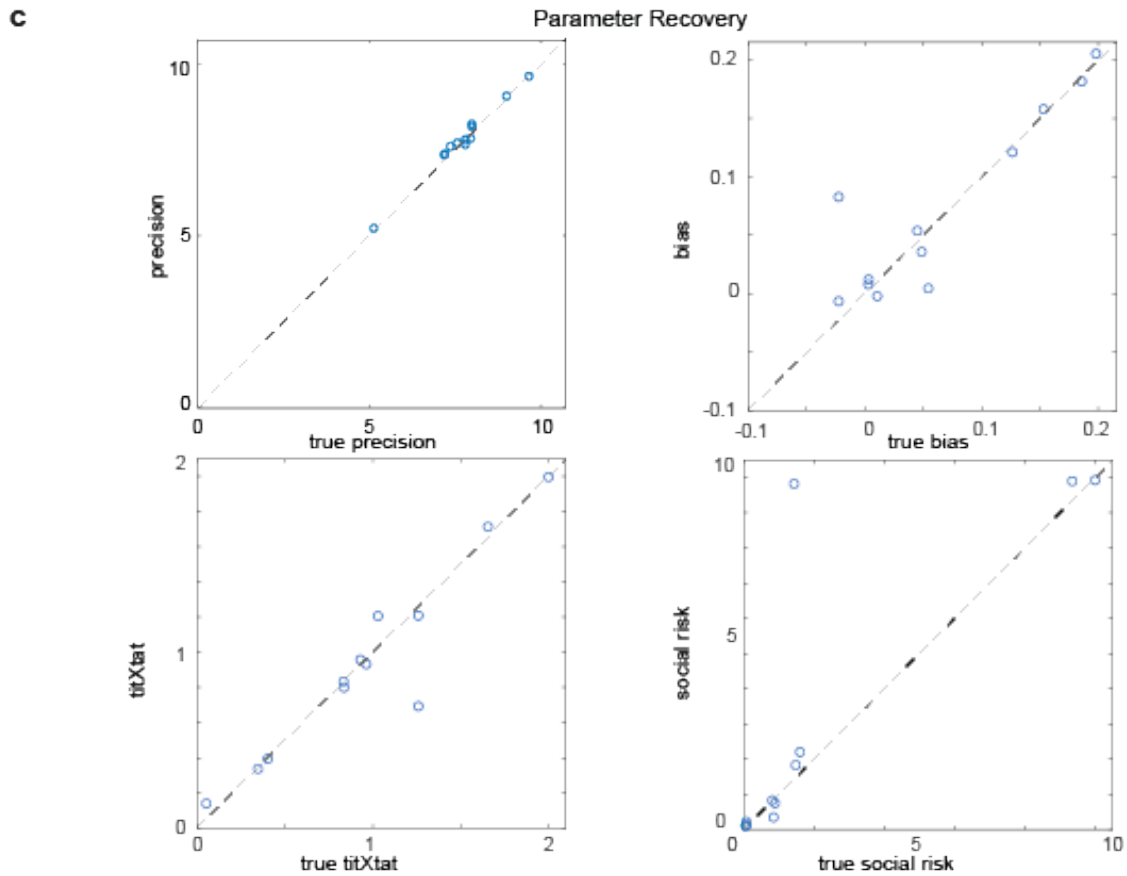 c
Parameter Recovery
10
5
0
precision
0
5
10
true precision
0.2
0.1
0
-0.1
bias
-0.1
0
0.1
0.2
true bias
2
1
0
titXtat
0
1
2
true titXtat
10
5
0
social risk
0
5
10
true social risk